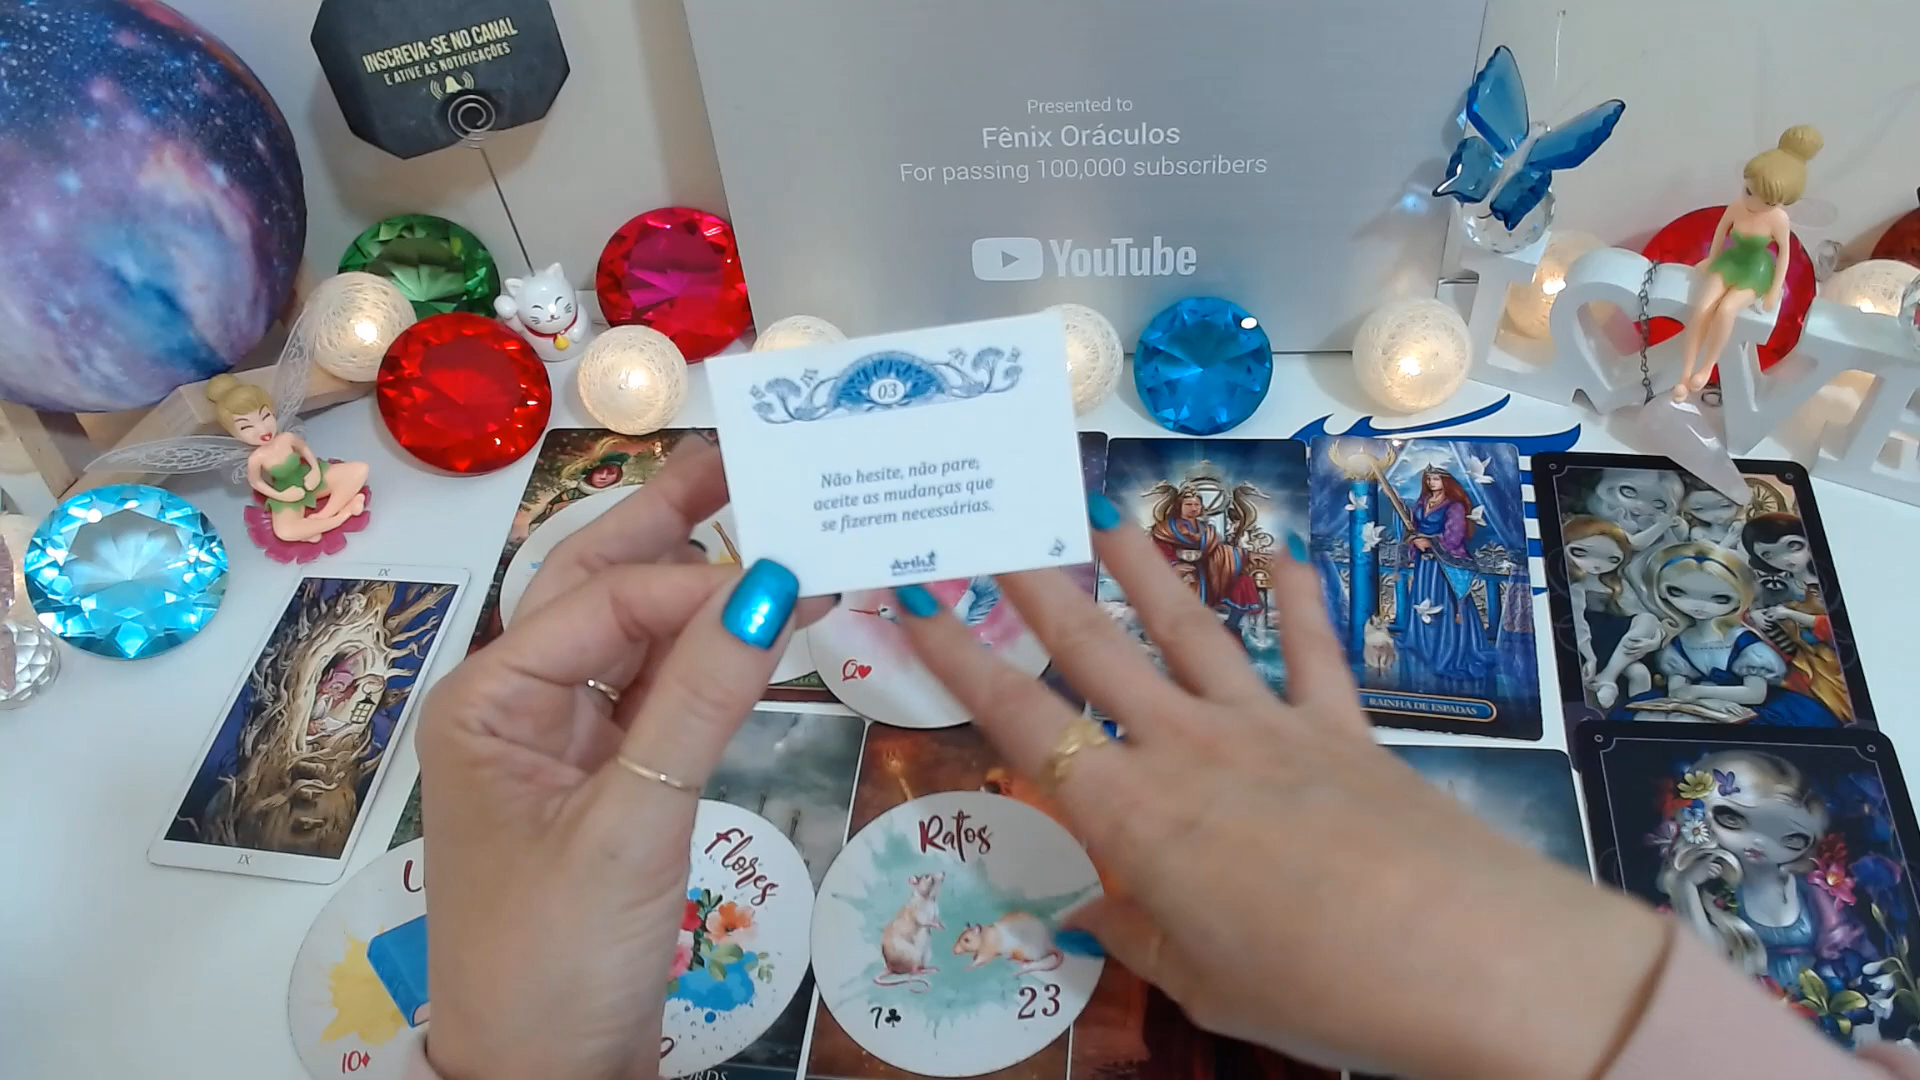 INSCREVA-SE NO CANAL
E ATIVE AS NOTIFICAÇÕES
Presented to
Fênix Oráculos
For passing 100,000 subscribers
YouTube
03
Não hesite, não pare,
aceite as mudanças que
se fizerem necessárias.
LOVE
IX
Q♥
RAINHA DE ESPADAS
IX
Flores
Ratos
7♣
23
10♦